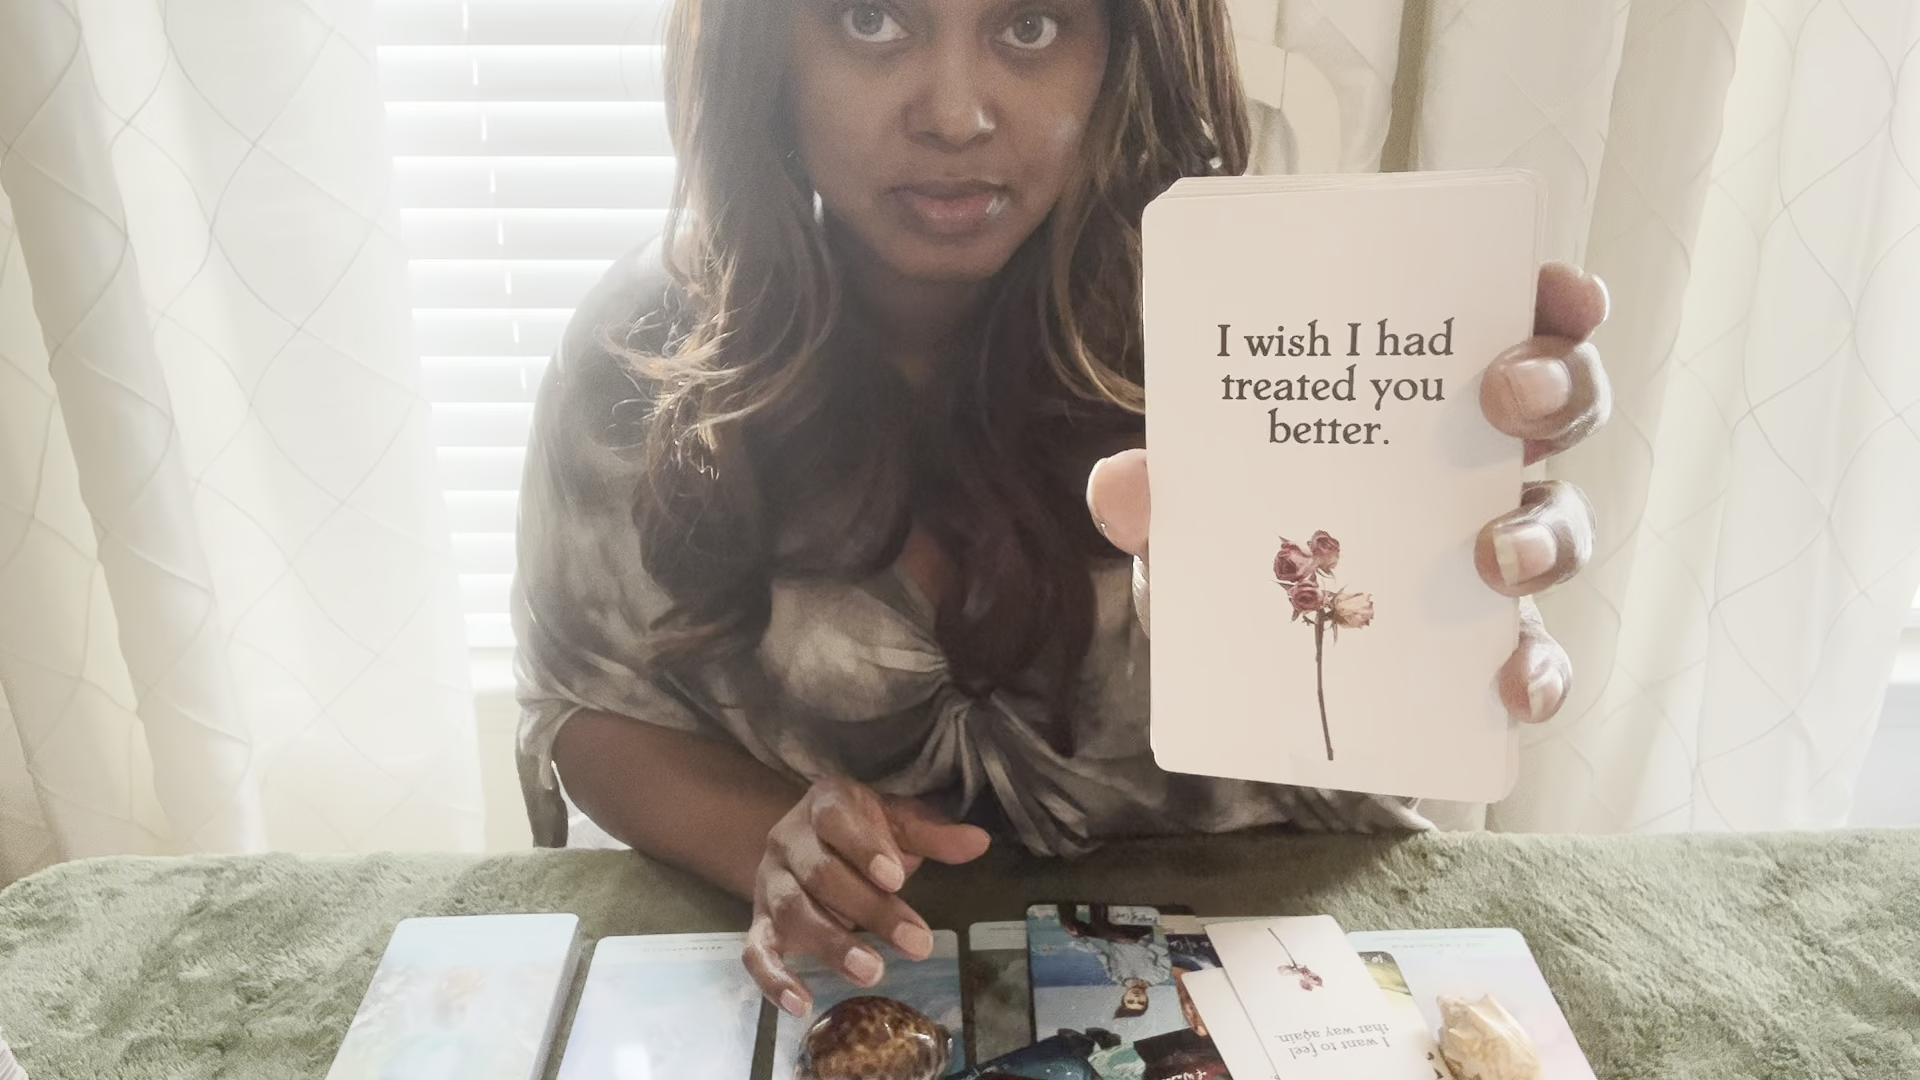 I wish I had
treated you
better.
I want to feel
that way again.